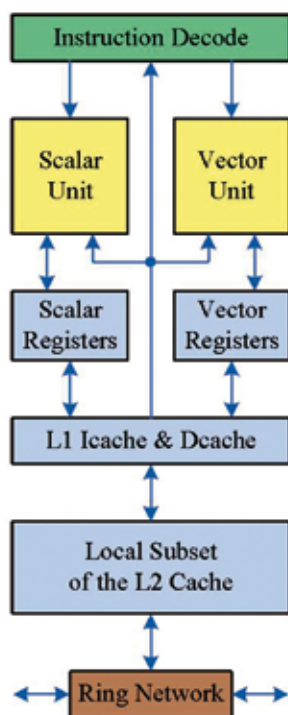 Instruction Decode
Scalar
Unit
Vector
Unit
Scalar
Registers
Vector
Registers
L1 Icache & Dcache
Local Subset
of the L2 Cache
Ring Network